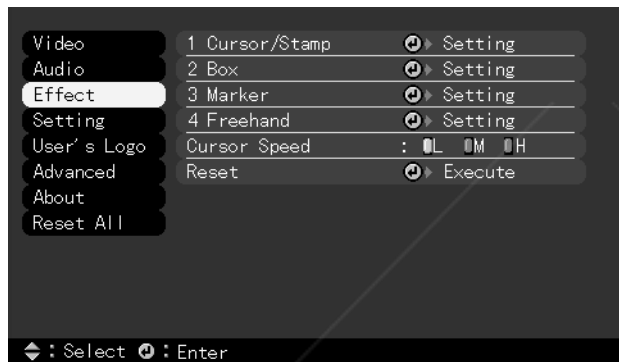 Video
Audio
Effect
Setting
User's Logo
Advanced
About
Reset All
1 Cursor/Stamp Setting
2 Box Setting
3 Marker Setting
4 Freehand Setting
Cursor Speed : L M H
Reset Execute
: Select : Enter